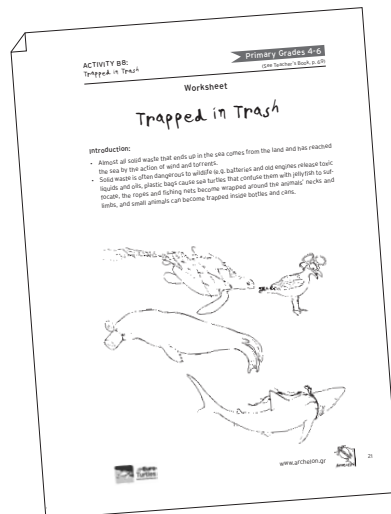 ACTIVITY B8:
Trapped in Trash
Primary Grades 4-6
(See Teacher's Book, p. 69)
Worksheet
Trapped in Trash
Introduction:
• Almost all solid waste that ends up in the sea comes from the land and has reached
the sea by the action of wind and torrents.
• Solid waste is often dangerous to wildlife (e.g. batteries and old engines release toxic
liquids and oils, plastic bags cause sea turtles that confuse them with jellyfish to suf-
focate, the ropes and fishing nets become wrapped around the animals' necks and
limbs, and small animals can become trapped inside bottles and cans.
www.archelon.gr
21
Euro
Turtles